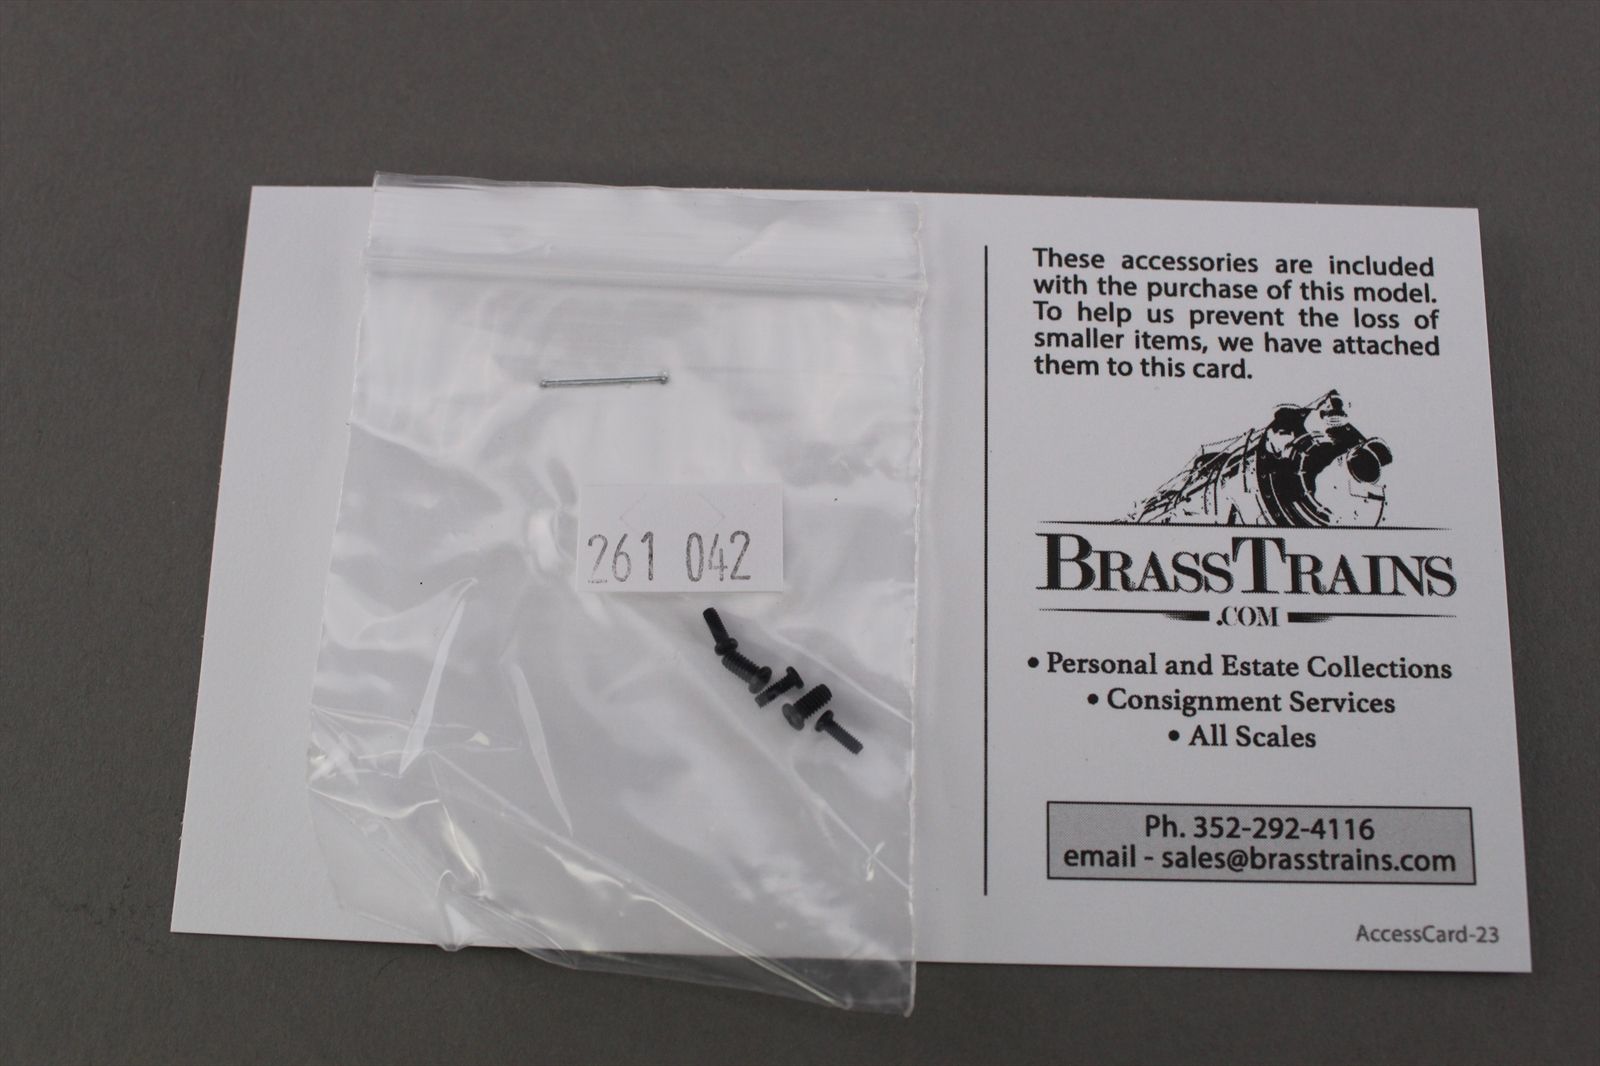 261 042
These accessories are included
with the purchase of this model.
To help us prevent the loss of
smaller items, we have attached
them to this card.
BRASSTRAINS
.COM
• Personal and Estate Collections
• Consignment Services
• All Scales
Ph. 352-292-4116
email - sales@brasstrains.com
AccessCard-23